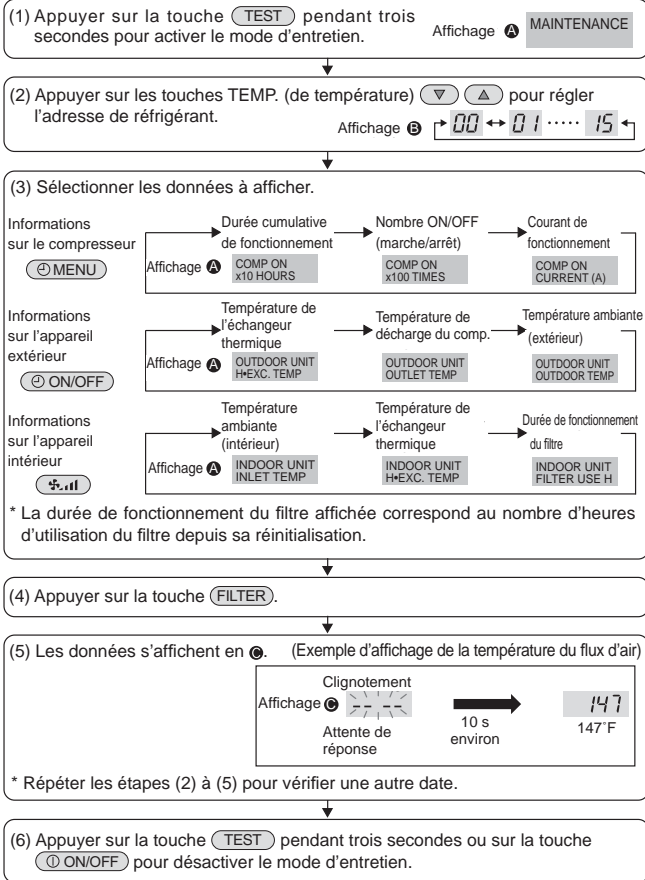 (1) Appuyer sur la touche TEST pendant trois
secondes pour activer le mode d'entretien.
Affichage A MAINTENANCE
(2) Appuyer sur les touches TEMP. (de température) ▽ △ pour régler
l'adresse de réfrigérant.
Affichage B 00 ↔ 01 ····· 15
(3) Sélectionner les données à afficher.
Informations
sur le compresseur
MENU
Affichage A
Durée cumulative
de fonctionnement
COMP ON
x10 HOURS
Nombre ON/OFF
(marche/arrêt)
COMP ON
x100 TIMES
Courant de
fonctionnement
COMP ON
CURRENT (A)
Informations
sur l'appareil
extérieur
ON/OFF
Affichage A
Température de
l'échangeur
thermique
OUTDOOR UNIT
H•EXC. TEMP
Température de
décharge du comp.
OUTDOOR UNIT
OUTLET TEMP
Température ambiante
(extérieur)
OUTDOOR UNIT
OUTDOOR TEMP
Informations
sur l'appareil
intérieur
Affichage A
Température
ambiante
(intérieur)
INDOOR UNIT
INLET TEMP
Température de
l'échangeur
thermique
INDOOR UNIT
H•EXC. TEMP
Durée de fonctionnement
du filtre
INDOOR UNIT
FILTER USE H
* La durée de fonctionnement du filtre affichée correspond au nombre d'heures
d'utilisation du filtre depuis sa réinitialisation.
(4) Appuyer sur la touche FILTER.
(5) Les données s'affichent en C. (Exemple d'affichage de la température du flux d'air)
Clignotement
Affichage C -- --
Attente de
réponse
10 s
environ
147
147°F
* Répéter les étapes (2) à (5) pour vérifier une autre date.
(6) Appuyer sur la touche TEST pendant trois secondes ou sur la touche
ON/OFF pour désactiver le mode d'entretien.